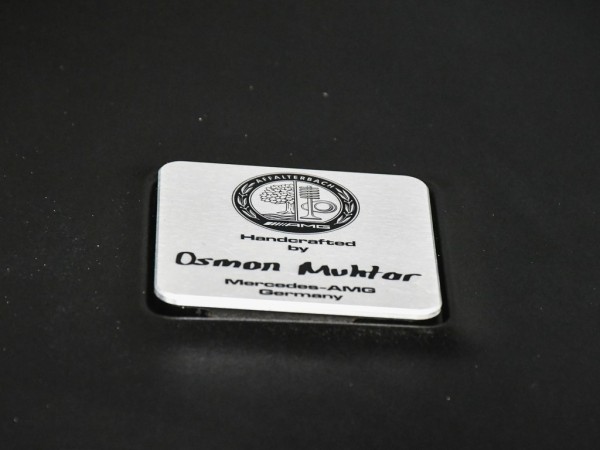 AFFALTERBACH
AMG
Handcrafted
by
Osmon Muhtar
Mercedes-AMG
Germany